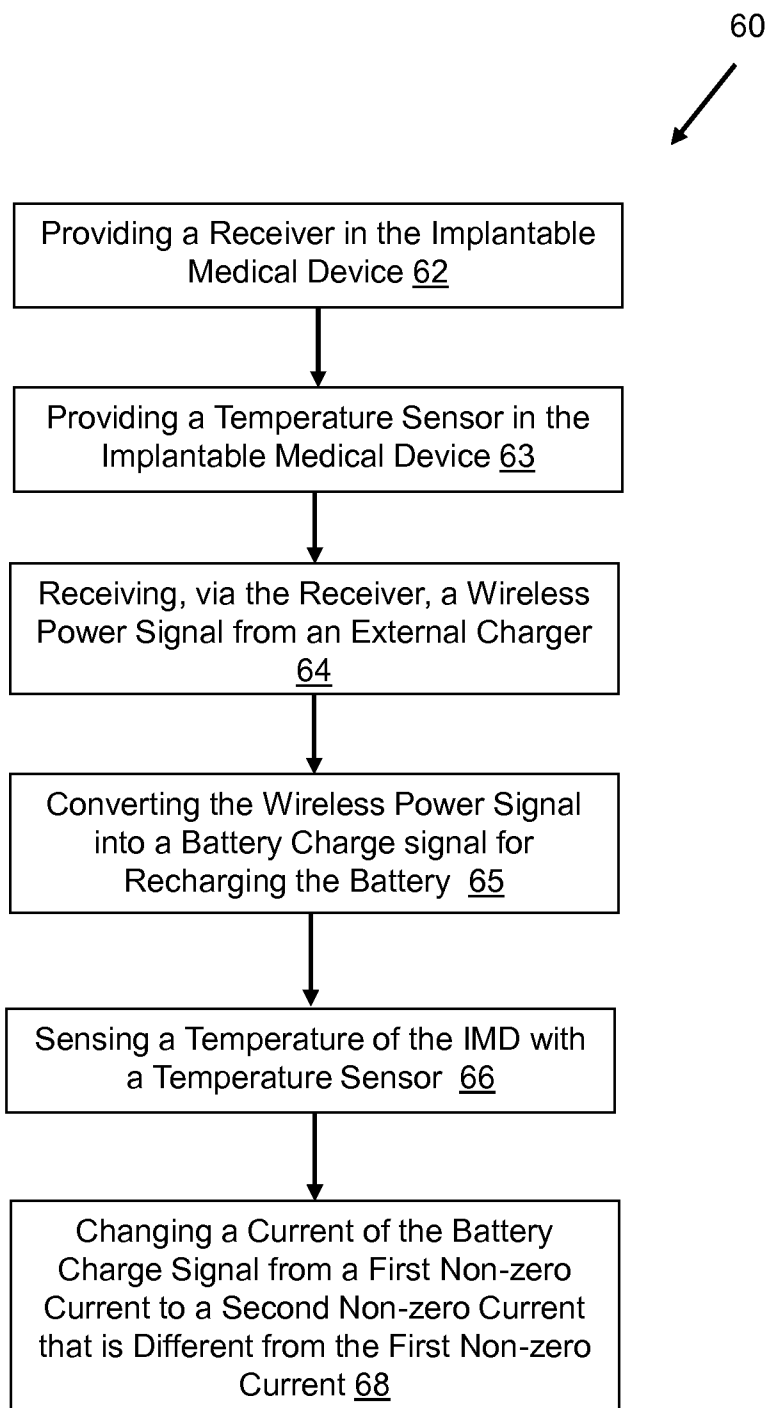 60
Providing a Receiver in the Implantable
Medical Device 62
Providing a Temperature Sensor in the
Implantable Medical Device 63
Receiving, via the Receiver, a Wireless
Power Signal from an External Charger
64
Converting the Wireless Power Signal
into a Battery Charge signal for
Recharging the Battery 65
Sensing a Temperature of the IMD with
a Temperature Sensor 66
Changing a Current of the Battery
Charge Signal from a First Non-zero
Current to a Second Non-zero Current
that is Different from the First Non-zero
Current 68